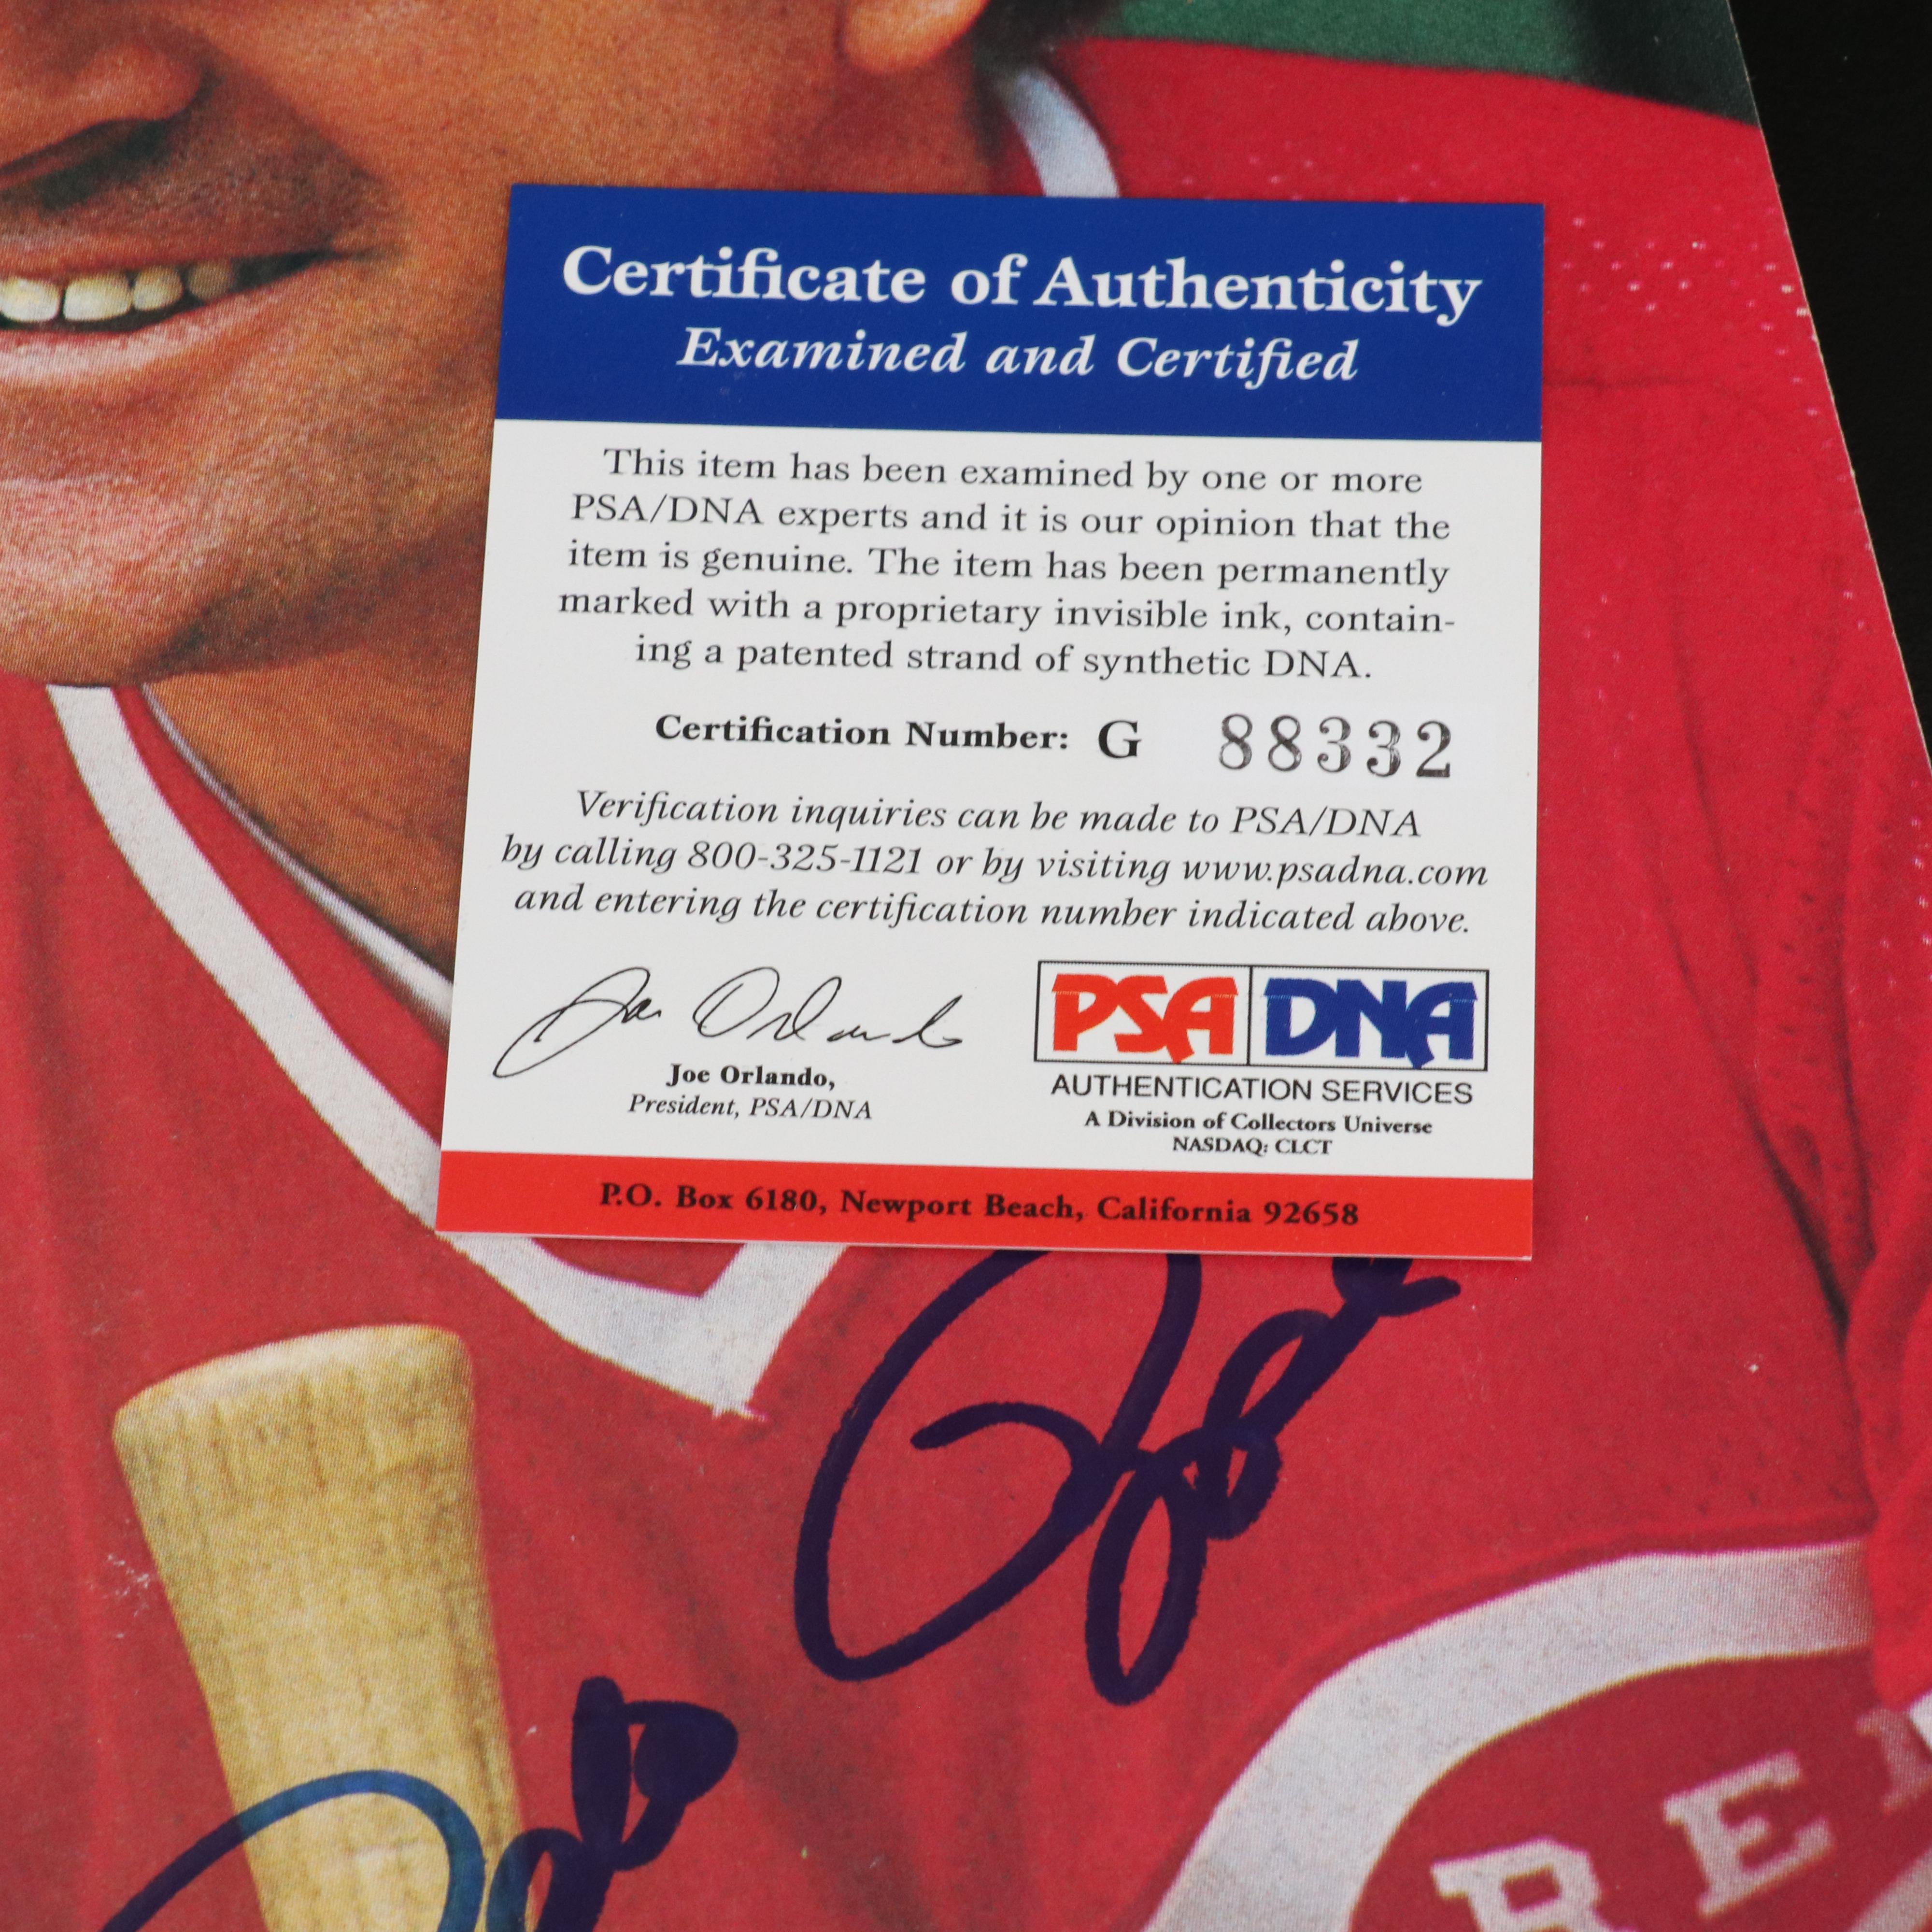 Certificate of Authenticity
Examined and Certified
This item has been examined by one or more
PSA/DNA experts and it is our opinion that the
item is genuine. The item has been permanently
marked with a proprietary invisible ink, contain-
ing a patented strand of synthetic DNA.
Certification Number: G 88332
Verification inquiries can be made to PSA/DNA
by calling 800-325-1121 or by visiting www.psadna.com
and entering the certification number indicated above.
Joe Orlando
Joe Orlando,
President, PSA/DNA
PSA DNA
AUTHENTICATION SERVICES
A Division of Collectors Universe
NASDAQ: CLCT
P.O. Box 6180, Newport Beach, California 92658
RE